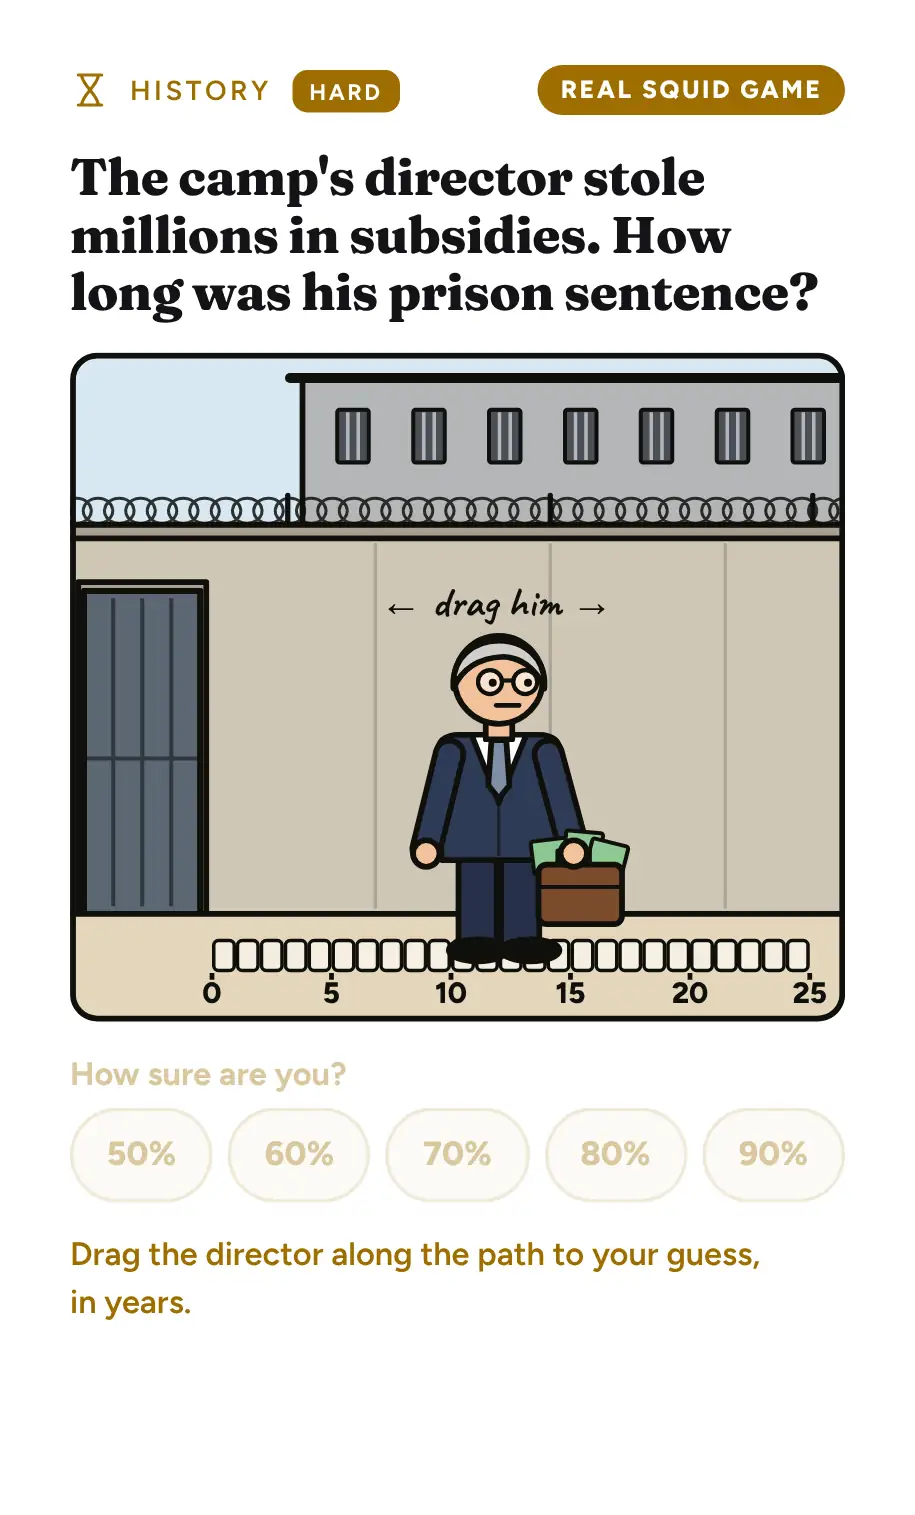 HISTORY HARD REAL SQUID GAME
The camp's director stole
millions in subsidies. How
long was his prison sentence?
← drag him →
0 5 10 15 20 25
How sure are you?
50% 60% 70% 80% 90%
Drag the director along the path to your guess,
in years.